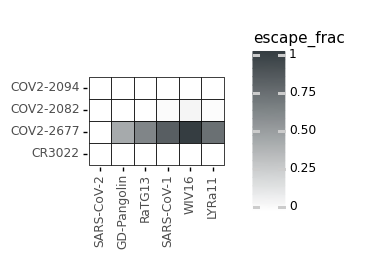 escape_frac
1
0.75
0.50
0.25
0
COV2-2094
COV2-2082
COV2-2677
CR3022
SARS-CoV-2
GD-Pangolin
RaTG13
SARS-CoV-1
WIV16
LYRa11